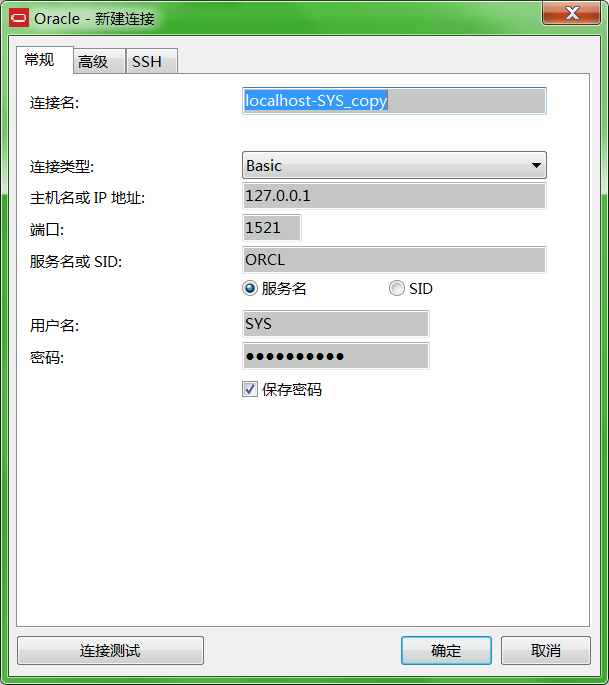 Oracle - 新建连接
常规 高级 SSH
连接名: localhost-SYS_copy
连接类型: Basic
主机名或 IP 地址: 127.0.0.1
端口: 1521
服务名或 SID: ORCL
服务名 SID
用户名: SYS
密码: ●●●●●●●●●●
保存密码
连接测试 确定 取消